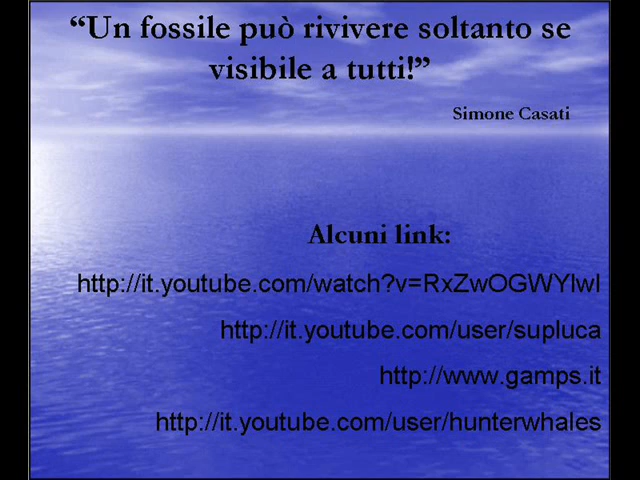 “Un fossile può rivivere soltanto se
visibile a tutti!”
Simone Casati
Alcuni link:
http://it.youtube.com/watch?v=RxZwOGWYlwI
http://it.youtube.com/user/supluca
http://www.gamps.it
http://it.youtube.com/user/hunterwhales